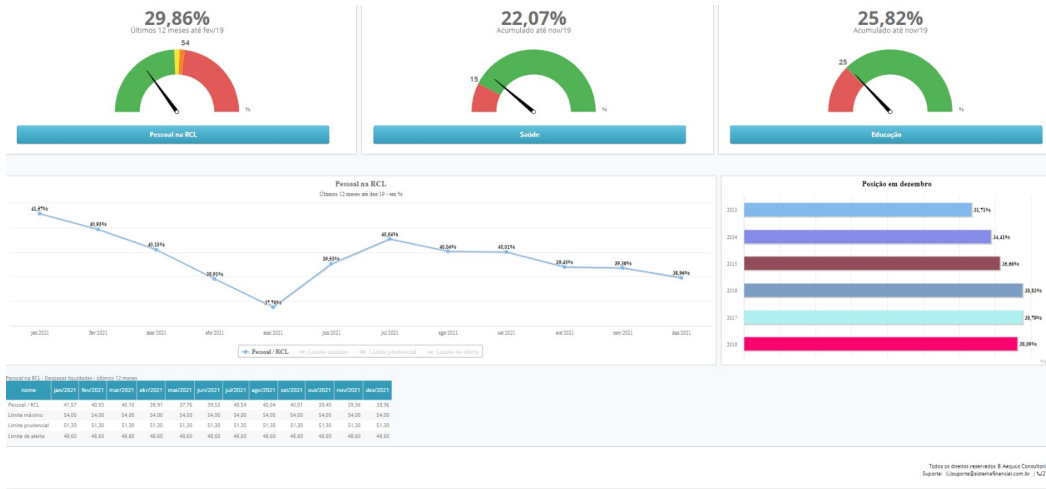 29,86%
Últimos 12 meses até fev/19
54
%
Pessoal na RCL
22,07%
Acumulado até nov/19
15
%
Saúde
25,82%
Acumulado até nov/19
25
%
Educação
Pessoal na RCL
Últimos 12 meses até dez/19 - em %
41,67%
40,93%
40,10%
38,91%
37,76%
39,53%
40,54%
40,04%
40,01%
39,40%
39,36%
38,96%
jan/2021 fev/2021 mar/2021 abr/2021 mai/2021 jun/2021 jul/2021 ago/2021 set/2021 out/2021 nov/2021 dez/2021
Pessoal / RCL Limite máximo Limite prudencial Limite de alerta
Posição em dezembro
2013 31,71%
2014 34,41%
2015 35,66%
2016 38,83%
2017 38,79%
2018 38,09%
Pessoal na RCL - Despesas liquidadas - últimos 12 meses
nome jan/2021 fev/2021 mar/2021 abr/2021 mai/2021 jun/2021 jul/2021 ago/2021 set/2021 out/2021 nov/2021 dez/2021
Pessoal / RCL 41,57 40,93 40,10 38,91 37,76 39,53 40,54 40,04 40,01 39,40 39,36 38,96
Limite máximo 54,00 54,00 54,00 54,00 54,00 54,00 54,00 54,00 54,00 54,00 54,00 54,00
Limite prudencial 51,30 51,30 51,30 51,30 51,30 51,30 51,30 51,30 51,30 51,30 51,30 51,30
Limite de alerta 48,60 48,60 48,60 48,60 48,60 48,60 48,60 48,60 48,60 48,60 48,60 48,60
Todos os direitos reservados © Aequus Consultori
Suporte: suporte@sistemafinancial.com.br | (2